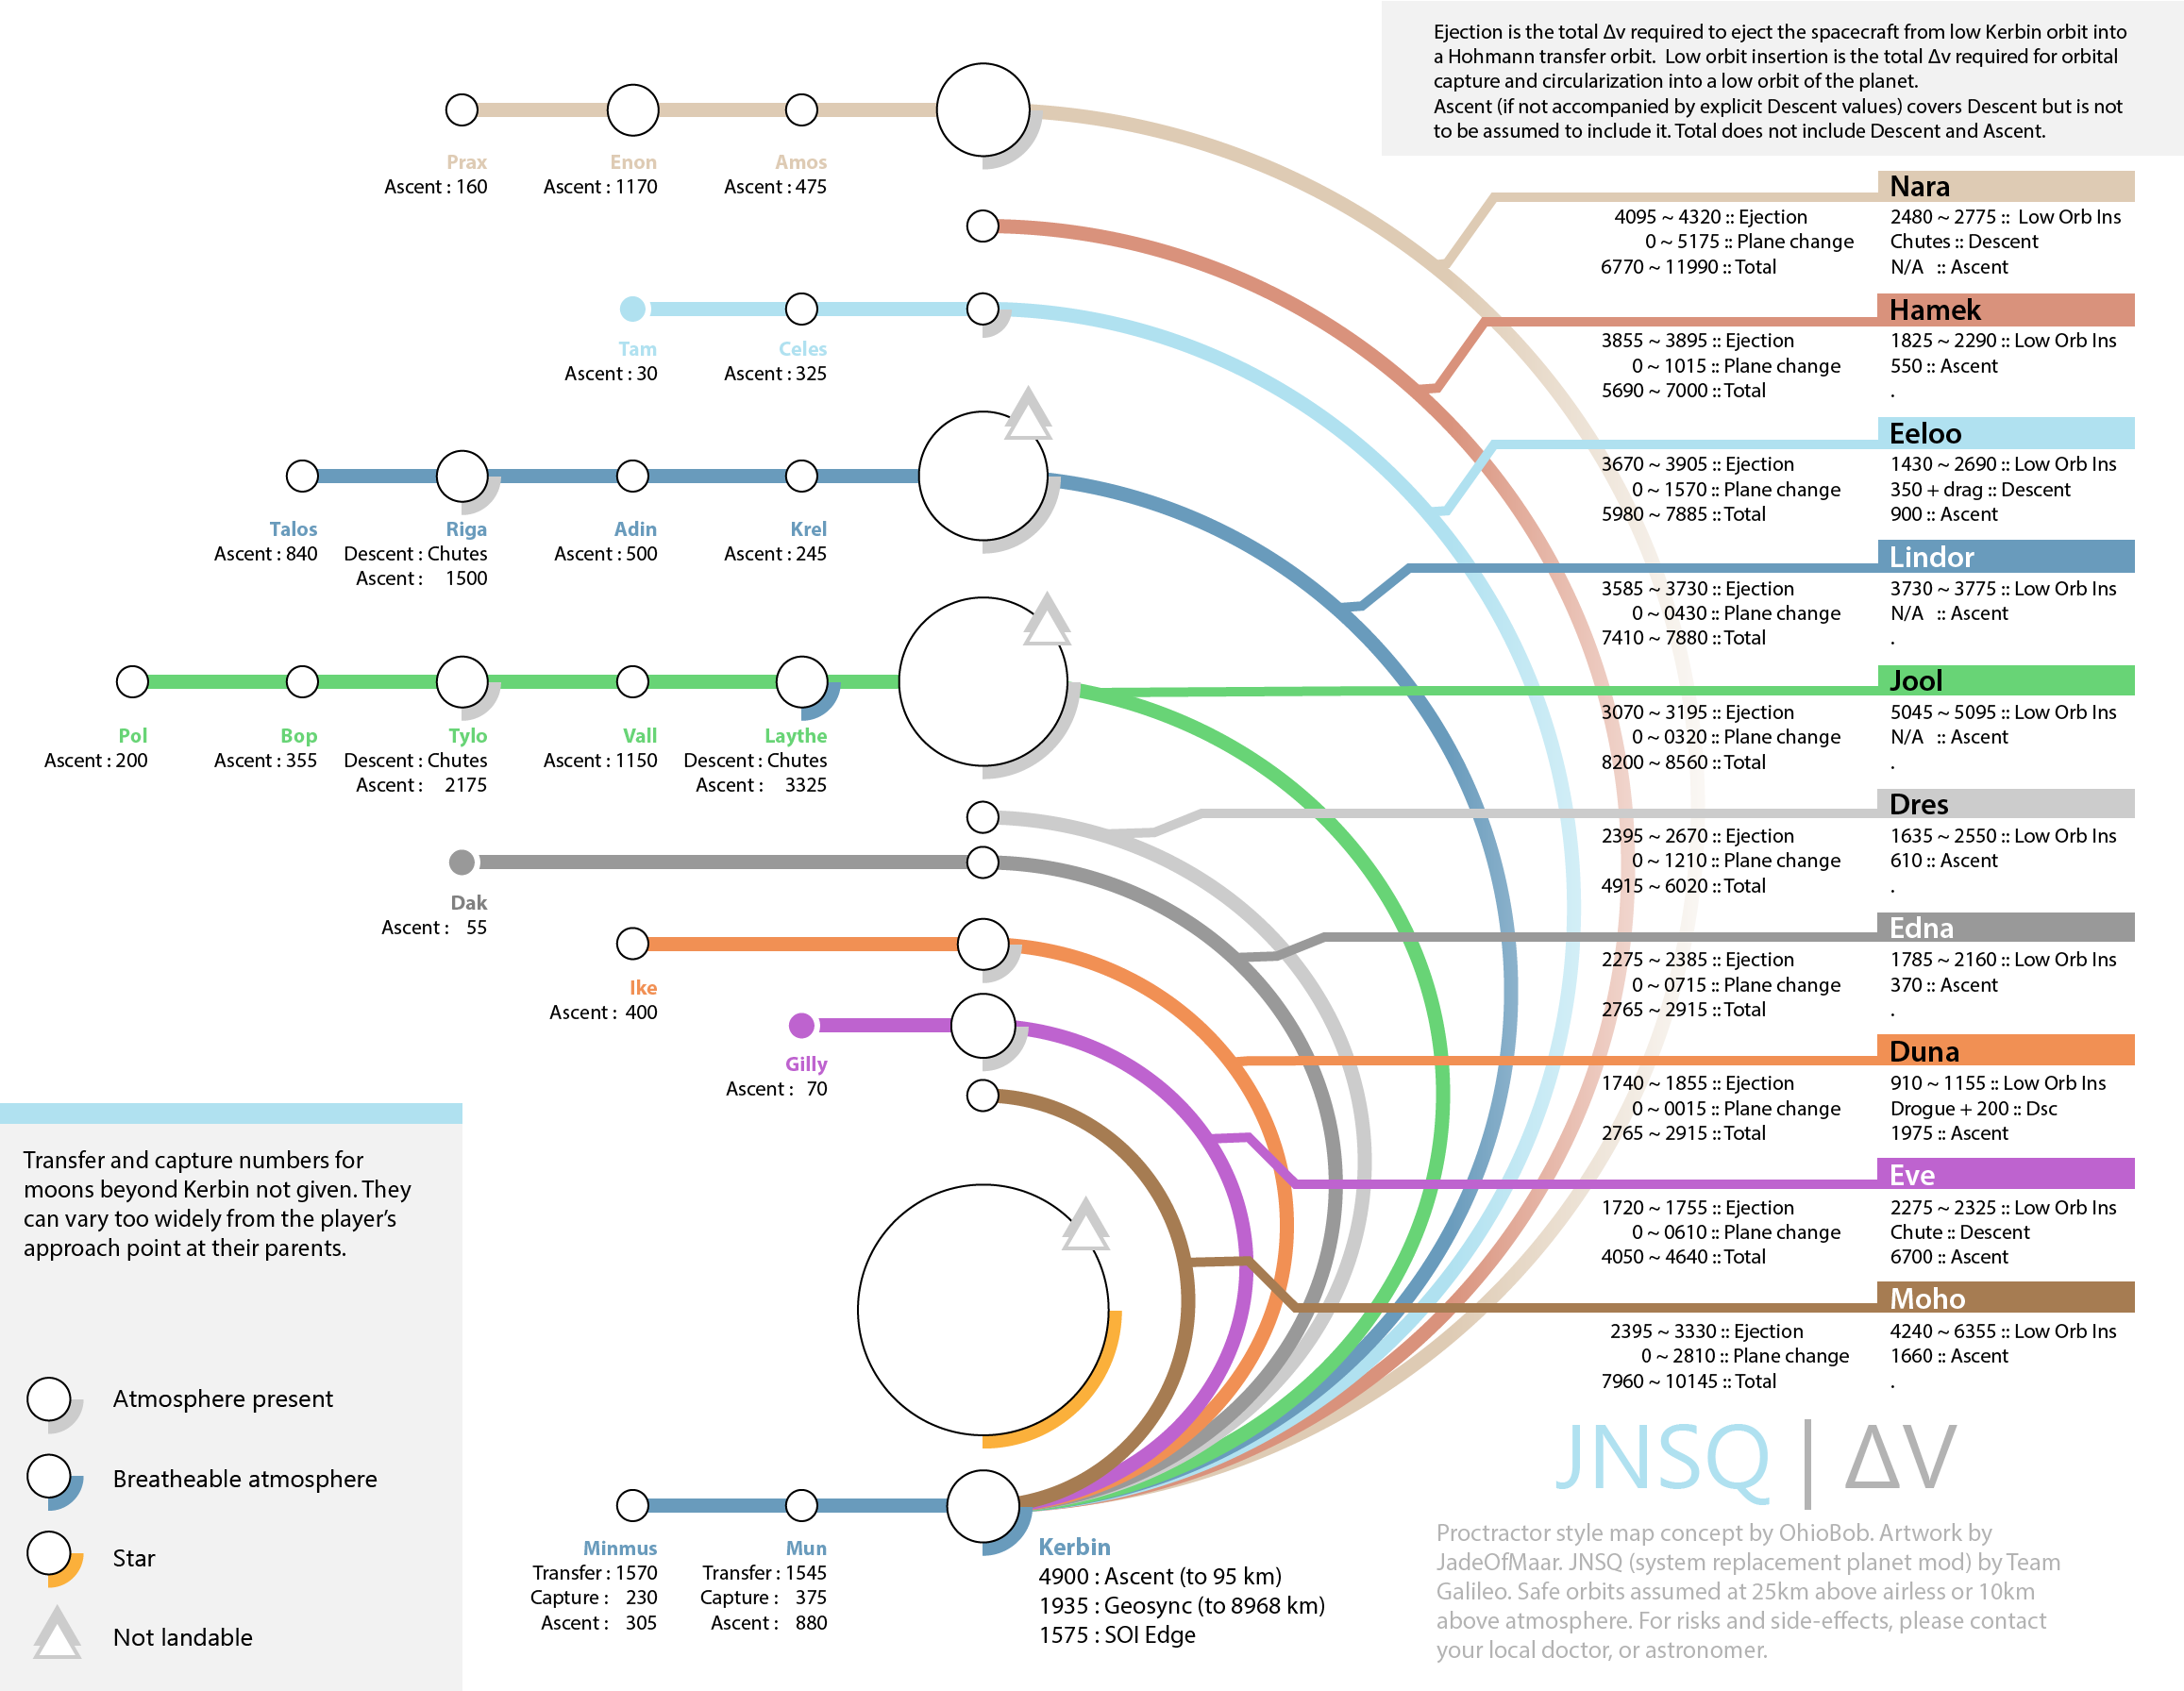 Ejection is the total Δv required to eject the spacecraft from low Kerbin orbit into
a Hohmann transfer orbit.  Low orbit insertion is the total Δv required for orbital
capture and circularization into a low orbit of the planet.
Ascent (if not accompanied by explicit Descent values) covers Descent but is not
to be assumed to include it. Total does not include Descent and Ascent.
Prax
Ascent : 160
Enon
Ascent : 1170
Amos
Ascent : 475
Tam
Ascent : 30
Celes
Ascent : 325
Talos
Ascent : 840
Riga
Descent : Chutes
Ascent : 1500
Adin
Ascent : 500
Krel
Ascent : 245
Pol
Ascent : 200
Bop
Ascent : 355
Tylo
Descent : Chutes
Ascent : 2175
Vall
Ascent : 1150
Laythe
Descent : Chutes
Ascent : 3325
Dak
Ascent : 55
Ike
Ascent : 400
Gilly
Ascent : 70
Nara
4095 ~ 4320 :: Ejection
0 ~ 5175 :: Plane change
6770 ~ 11990 :: Total
2480 ~ 2775 :: Low Orb Ins
Chutes :: Descent
N/A :: Ascent
Hamek
3855 ~ 3895 :: Ejection
0 ~ 1015 :: Plane change
5690 ~ 7000 :: Total
1825 ~ 2290 :: Low Orb Ins
550 :: Ascent
.
Eeloo
3670 ~ 3905 :: Ejection
0 ~ 1570 :: Plane change
5980 ~ 7885 :: Total
1430 ~ 2690 :: Low Orb Ins
350 + drag :: Descent
900 :: Ascent
Lindor
3585 ~ 3730 :: Ejection
0 ~ 0430 :: Plane change
7410 ~ 7880 :: Total
3730 ~ 3775 :: Low Orb Ins
N/A :: Ascent
.
Jool
3070 ~ 3195 :: Ejection
0 ~ 0320 :: Plane change
8200 ~ 8560 :: Total
5045 ~ 5095 :: Low Orb Ins
N/A :: Ascent
.
Dres
2395 ~ 2670 :: Ejection
0 ~ 1210 :: Plane change
4915 ~ 6020 :: Total
1635 ~ 2550 :: Low Orb Ins
610 :: Ascent
.
Edna
2275 ~ 2385 :: Ejection
0 ~ 0715 :: Plane change
2765 ~ 2915 :: Total
1785 ~ 2160 :: Low Orb Ins
370 :: Ascent
.
Duna
1740 ~ 1855 :: Ejection
0 ~ 0015 :: Plane change
2765 ~ 2915 :: Total
910 ~ 1155 :: Low Orb Ins
Drogue + 200 :: Dsc
1975 :: Ascent
Eve
1720 ~ 1755 :: Ejection
0 ~ 0610 :: Plane change
4050 ~ 4640 :: Total
2275 ~ 2325 :: Low Orb Ins
Chute :: Descent
6700 :: Ascent
Moho
2395 ~ 3330 :: Ejection
0 ~ 2810 :: Plane change
7960 ~ 10145 :: Total
4240 ~ 6355 :: Low Orb Ins
1660 :: Ascent
.
Transfer and capture numbers for
moons beyond Kerbin not given. They
can vary too widely from the player's
approach point at their parents.
Atmosphere present
Breatheable atmosphere
Star
Not landable
Minmus
Transfer : 1570
Capture : 230
Ascent : 305
Mun
Transfer : 1545
Capture : 375
Ascent : 880
Kerbin
4900 : Ascent (to 95 km)
1935 : Geosync (to 8968 km)
1575 : SOI Edge
JNSQ | ΔV
Proctractor style map concept by OhioBob. Artwork by
JadeOfMaar. JNSQ (system replacement planet mod) by Team
Galileo. Safe orbits assumed at 25km above airless or 10km
above atmosphere. For risks and side-effects, please contact
your local doctor, or astronomer.